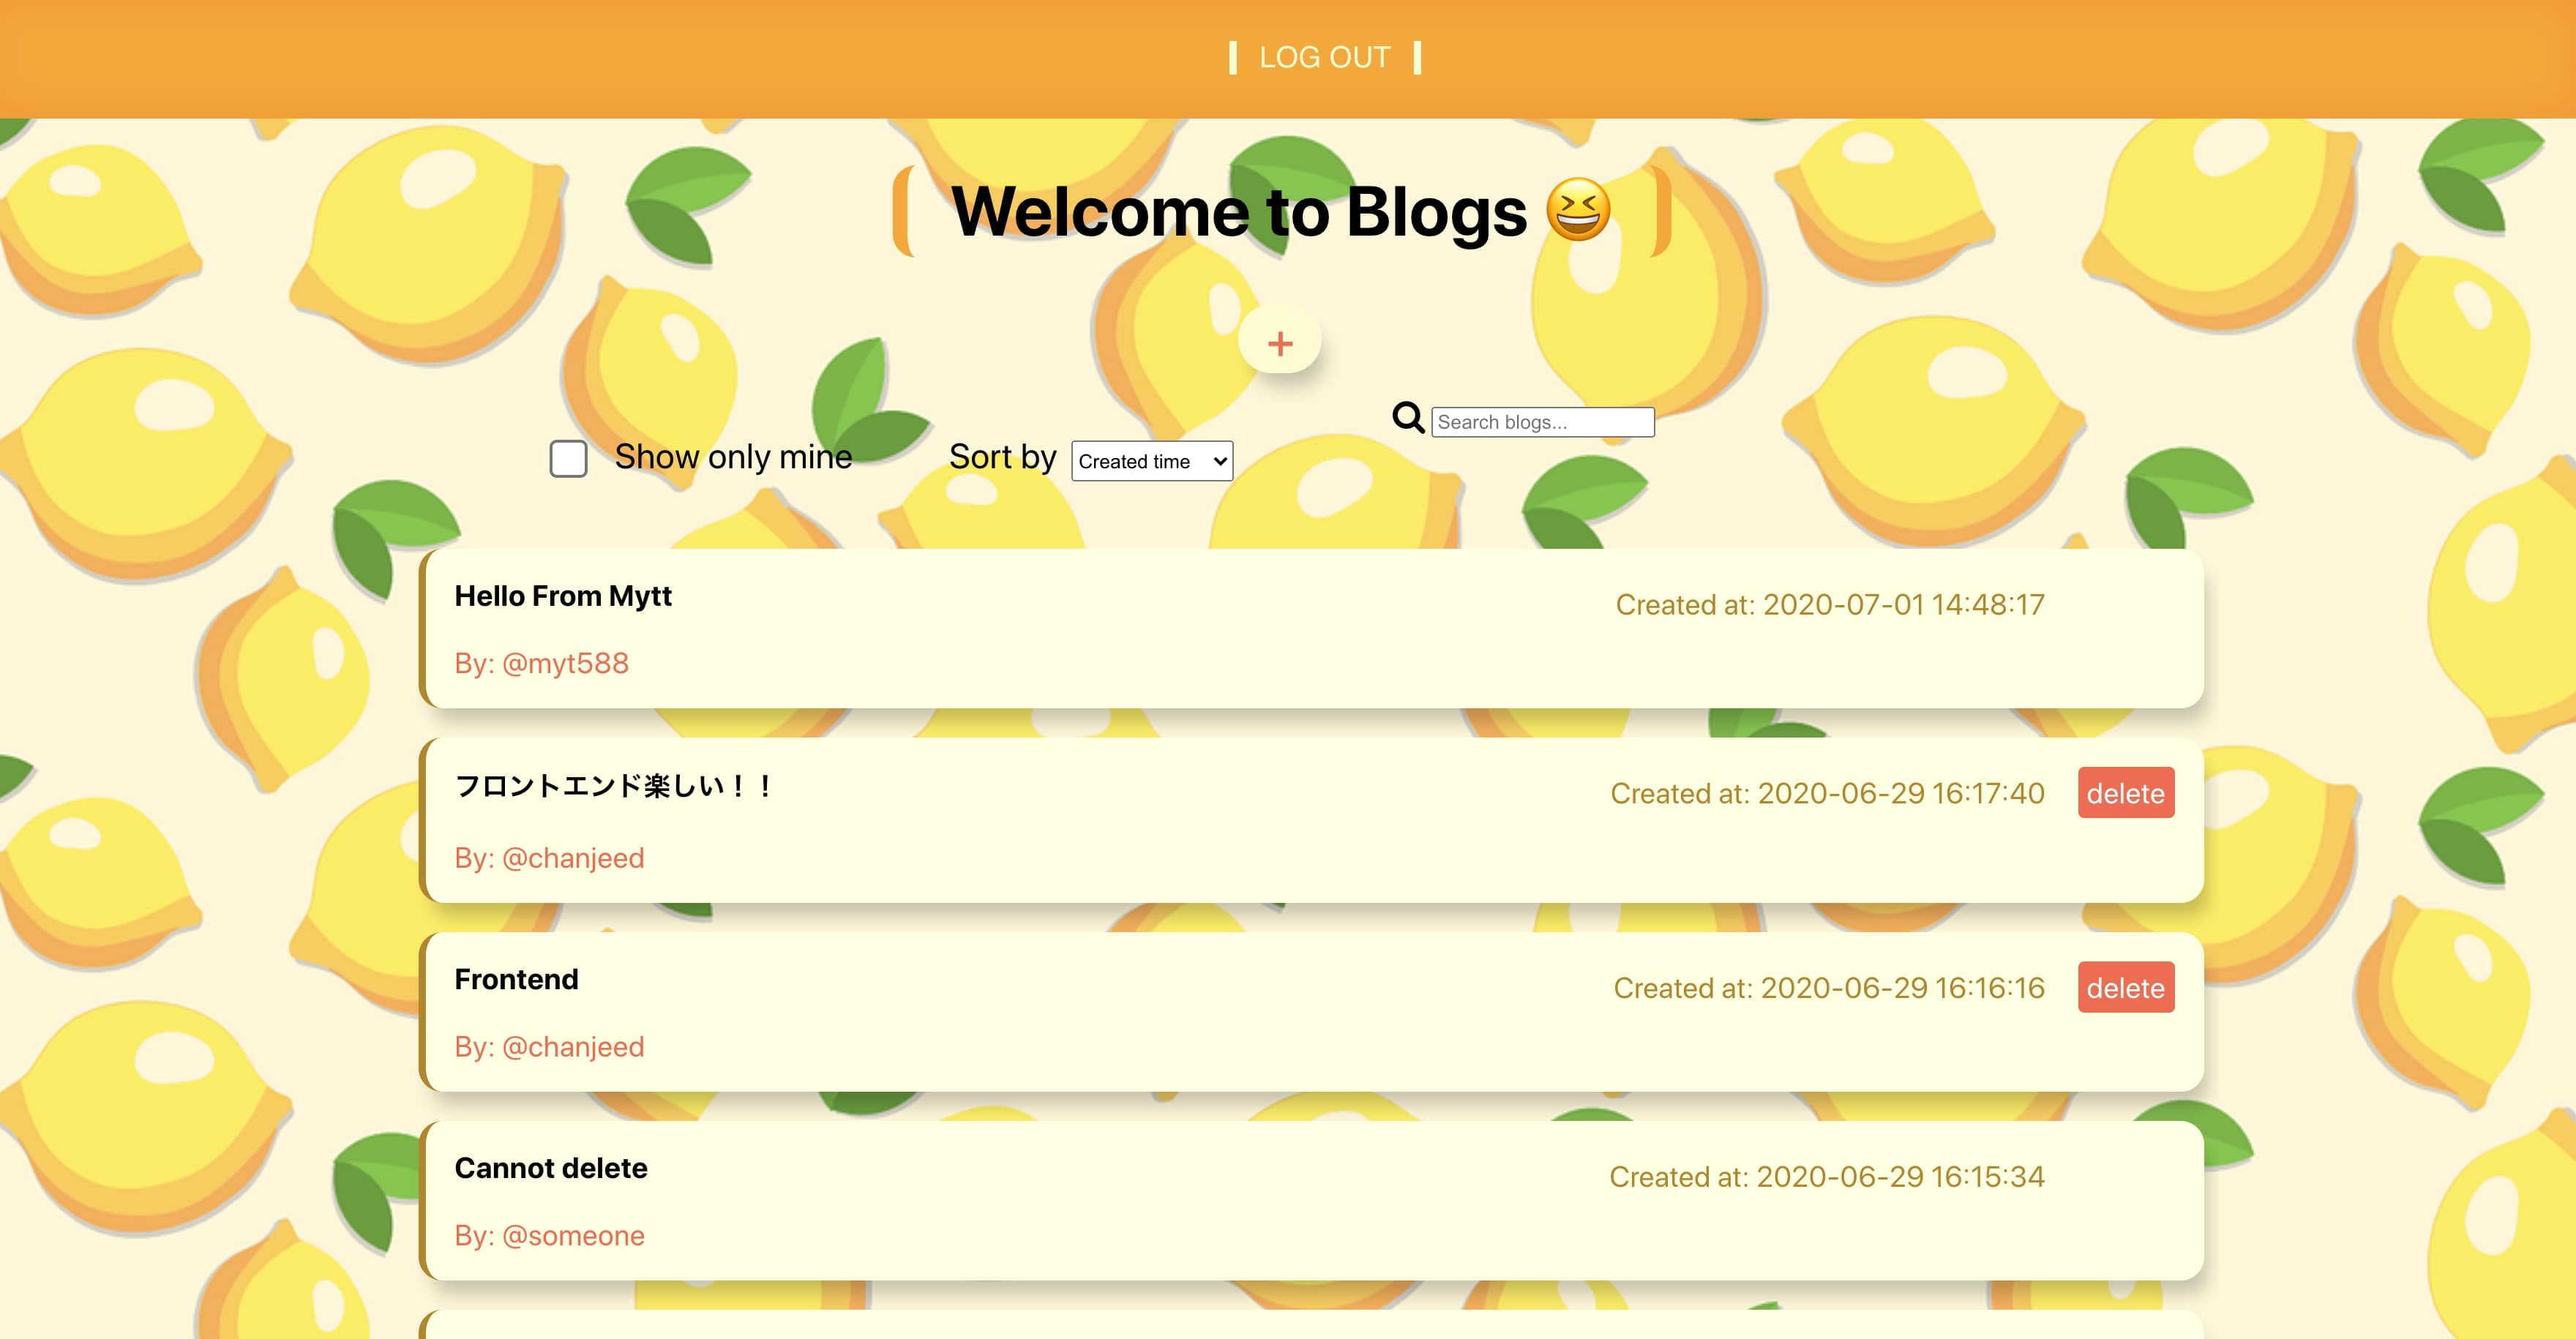 LOG OUT
Welcome to Blogs 😆
+
Search blogs...
Show only mine
Sort by Created time
Hello From Mytt
Created at: 2020-07-01 14:48:17
By: @myt588
フロントエンド楽しい！！
Created at: 2020-06-29 16:17:40
delete
By: @chanjeed
Frontend
Created at: 2020-06-29 16:16:16
delete
By: @chanjeed
Cannot delete
Created at: 2020-06-29 16:15:34
By: @someone